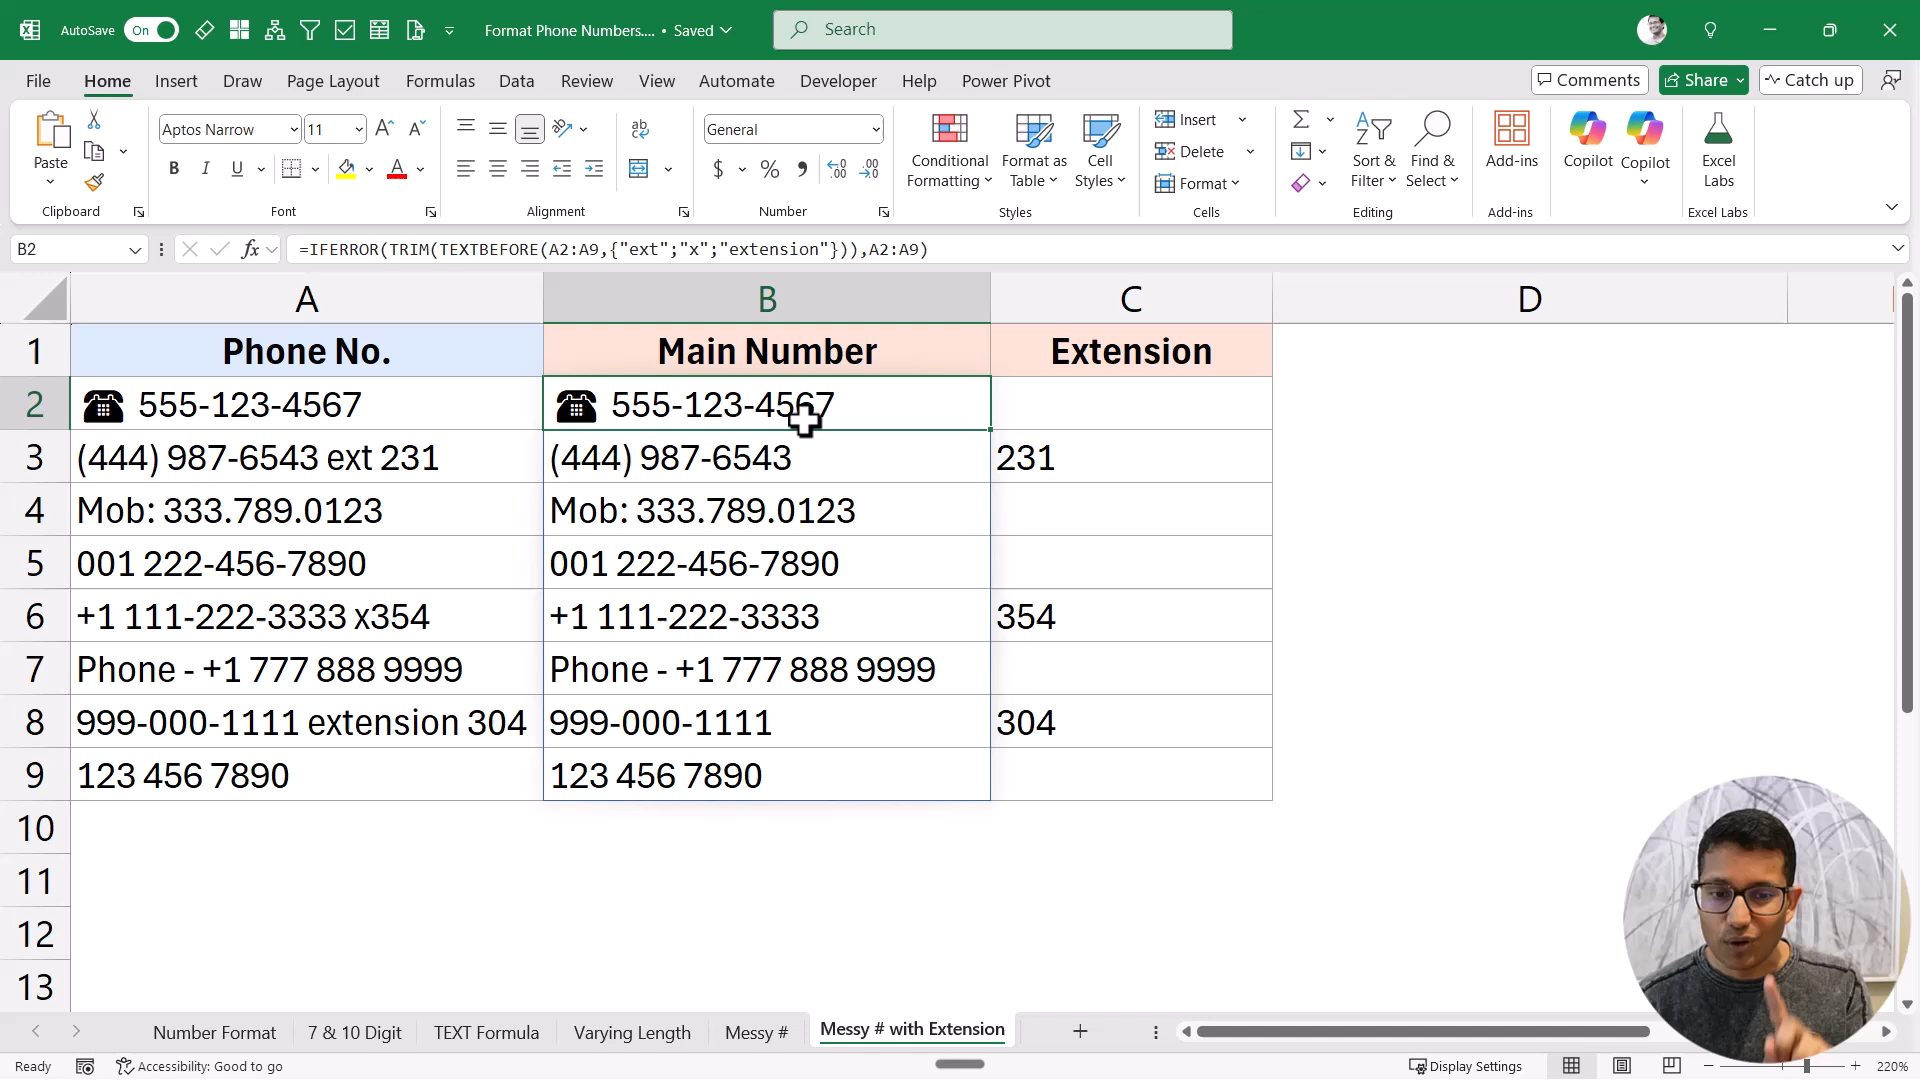 AutoSave On Format Phone Numbers.... • Saved Search
File Home Insert Draw Page Layout Formulas Data Review View Automate Developer Help Power Pivot Comments Share Catch up
Paste Aptos Narrow 11 General Conditional Formatting Format as Table Cell Styles Insert Delete Format Sort & Filter Find & Select Add-ins Copilot Copilot Excel Labs
B I U A $ % .00
Clipboard Font Alignment Number Styles Cells Editing Add-ins Excel Labs
B2 fx =IFERROR(TRIM(TEXTBEFORE(A2:A9,{"ext";"x";"extension"})),A2:A9)
A B C D
1 Phone No. Main Number Extension
2 ☎ 555-123-4567 ☎ 555-123-4567
3 (444) 987-6543 ext 231 (444) 987-6543 231
4 Mob: 333.789.0123 Mob: 333.789.0123
5 001 222-456-7890 001 222-456-7890
6 +1 111-222-3333 x354 +1 111-222-3333 354
7 Phone - +1 777 888 9999 Phone - +1 777 888 9999
8 999-000-1111 extension 304 999-000-1111 304
9 123 456 7890 123 456 7890
10
11
12
13
Number Format 7 & 10 Digit TEXT Formula Varying Length Messy # Messy # with Extension
Ready Accessibility: Good to go Display Settings 220%